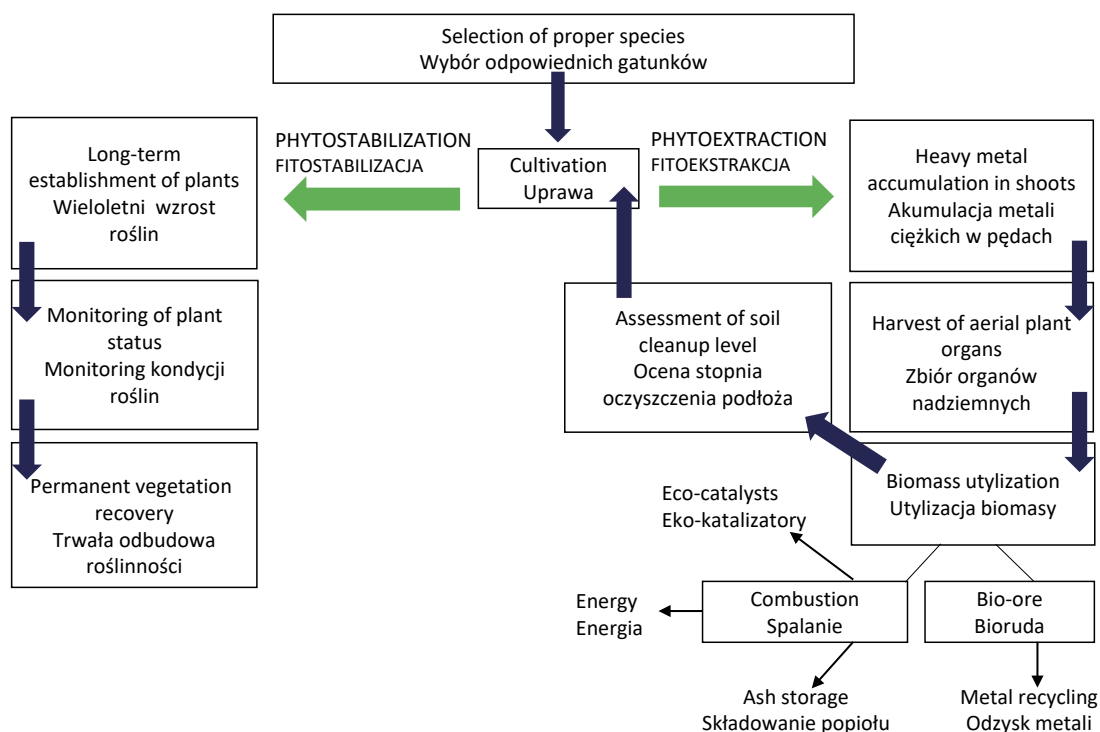 Selection of proper species
Wybór odpowiednich gatunków
PHYTOSTABILIZATION
FITOSTABILIZACJA
Cultivation
Uprawa
PHYTOEXTRACTION
FITOEKSTRAKCJA
Long-term
establishment of plants
Wieloletni wzrost
roślin
Monitoring of plant
status
Monitoring kondycji
roślin
Permanent vegetation
recovery
Trwała odbudowa
roślinności
Heavy metal
accumulation in shoots
Akumulacja metali
ciężkich w pędach
Harvest of aerial plant
organs
Zbiór organów
nadziemnych
Assessment of soil
cleanup level
Ocena stopnia
oczyszczenia podłoża
Biomass utylization
Utylizacja biomasy
Eco-catalysts
Eko-katalizatory
Energy
Energia
Combustion
Spalanie
Bio-ore
Bioruda
Ash storage
Składowanie popiołu
Metal recycling
Odzysk metali